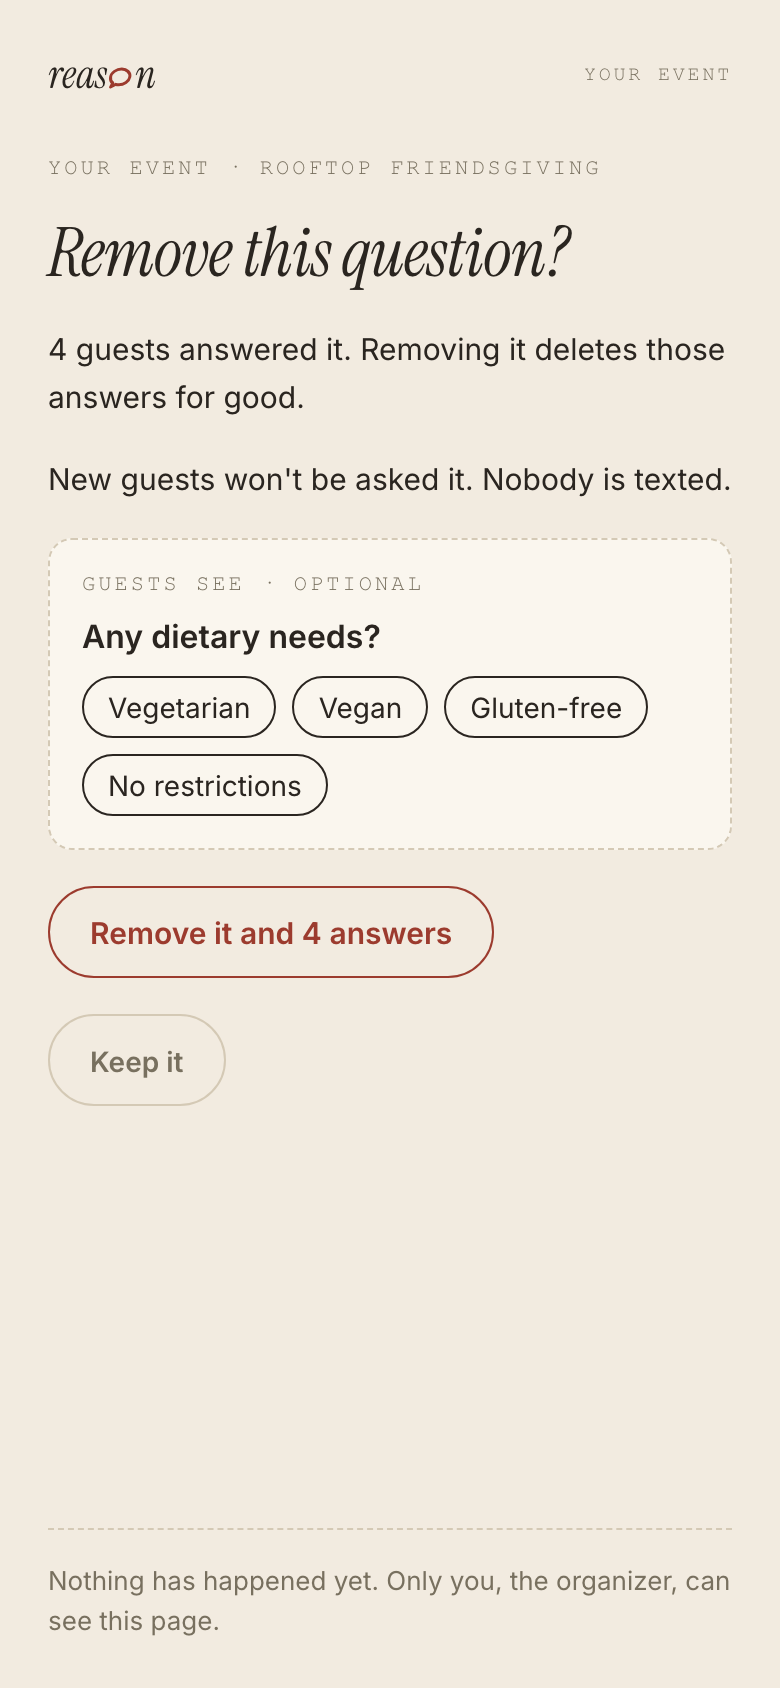 reason
YOUR EVENT
YOUR EVENT · ROOFTOP FRIENDSGIVING
Remove this question?
4 guests answered it. Removing it deletes those
answers for good.
New guests won't be asked it. Nobody is texted.
GUESTS SEE · OPTIONAL
Any dietary needs?
Vegetarian
Vegan
Gluten-free
No restrictions
Remove it and 4 answers
Keep it
Nothing has happened yet. Only you, the organizer, can
see this page.